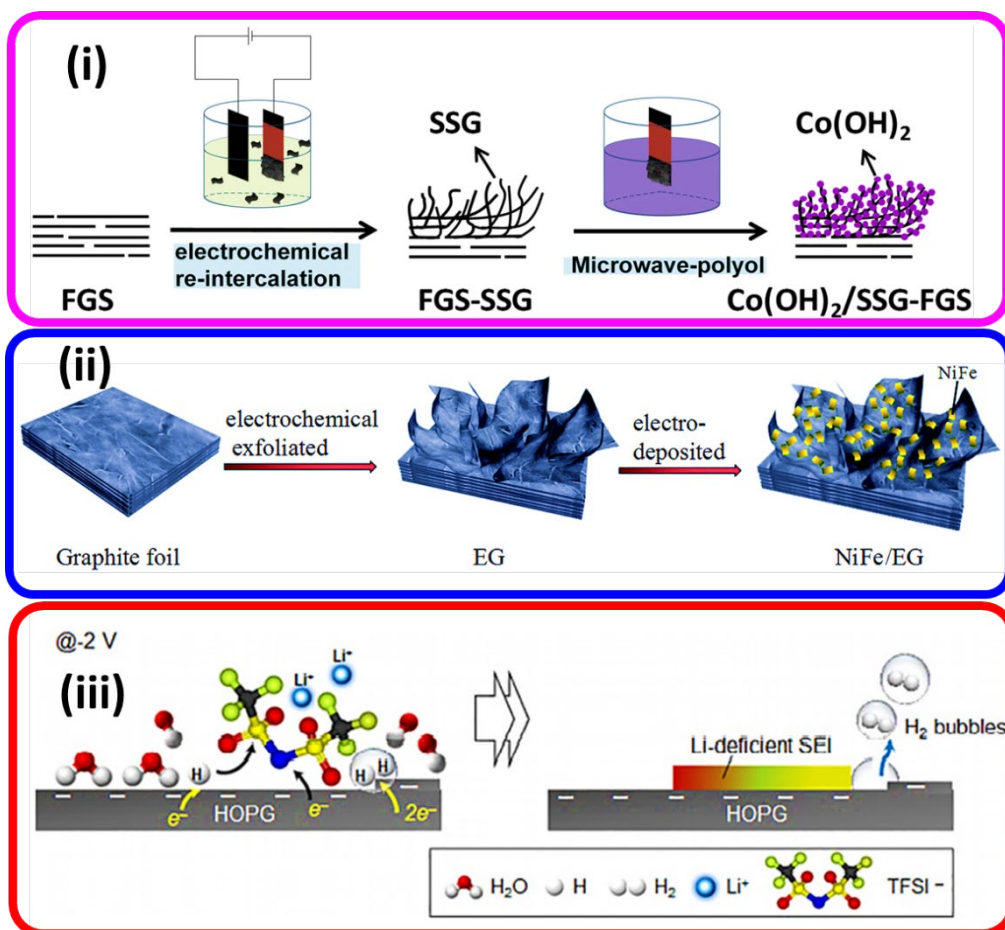 (i)
SSG
Co(OH)₂
electrochemical
re-intercalation
Microwave-polyol
FGS
FGS-SSG
Co(OH)₂/SSG-FGS
(ii)
NiFe
electrochemical
exfoliated
electro-
deposited
Graphite foil
EG
NiFe/EG
@-2 V
(iii)
Li⁺
Li⁺
H
H
H
e⁻
HOPG
e⁻
2e⁻
H₂ bubbles
Li-deficient SEI
HOPG
H₂O
H
H₂
Li⁺
TFSI⁻